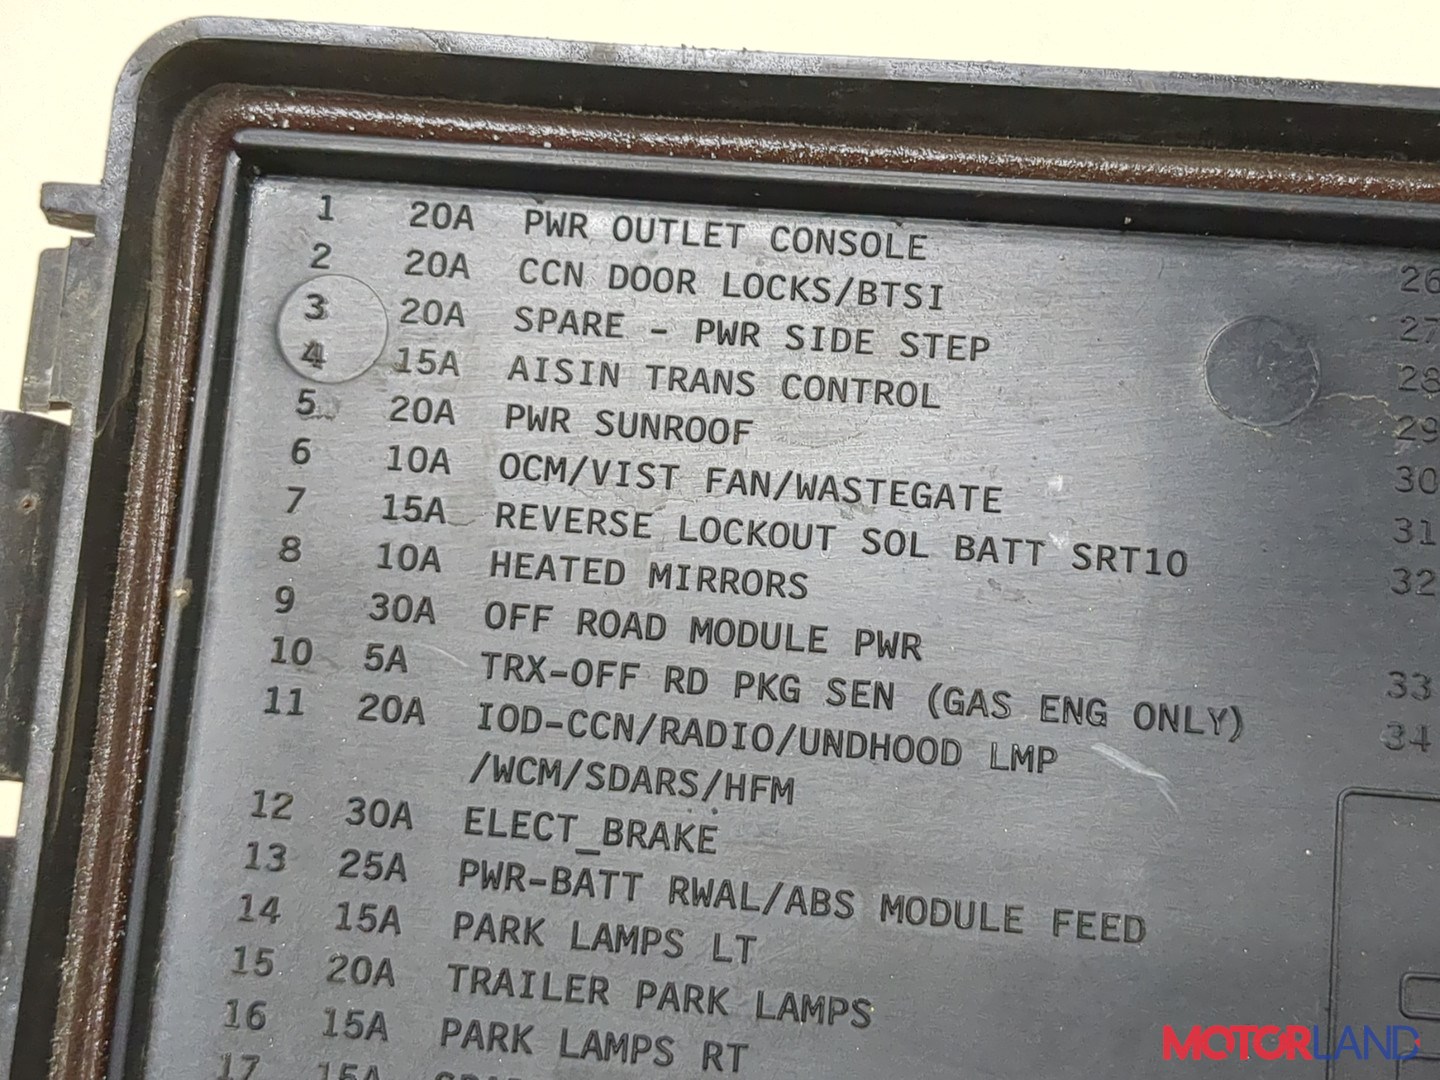 1 20A PWR OUTLET CONSOLE
2 20A CCN DOOR LOCKS/BTSI
3 20A SPARE - PWR SIDE STEP
4 15A AISIN TRANS CONTROL
5 20A PWR SUNROOF
6 10A OCM/VIST FAN/WASTEGATE
7 15A REVERSE LOCKOUT SOL BATT SRT10
8 10A HEATED MIRRORS
9 30A OFF ROAD MODULE PWR
10 5A TRX-OFF RD PKG SEN (GAS ENG ONLY)
11 20A IOD-CCN/RADIO/UNDHOOD LMP
/WCM/SDARS/HFM
12 30A ELECT_BRAKE
13 25A PWR-BATT RWAL/ABS MODULE FEED
14 15A PARK LAMPS LT
15 20A TRAILER PARK LAMPS
16 15A PARK LAMPS RT
17 15A
26
27
28
29
30
31
32
33
34
MOTORLAND